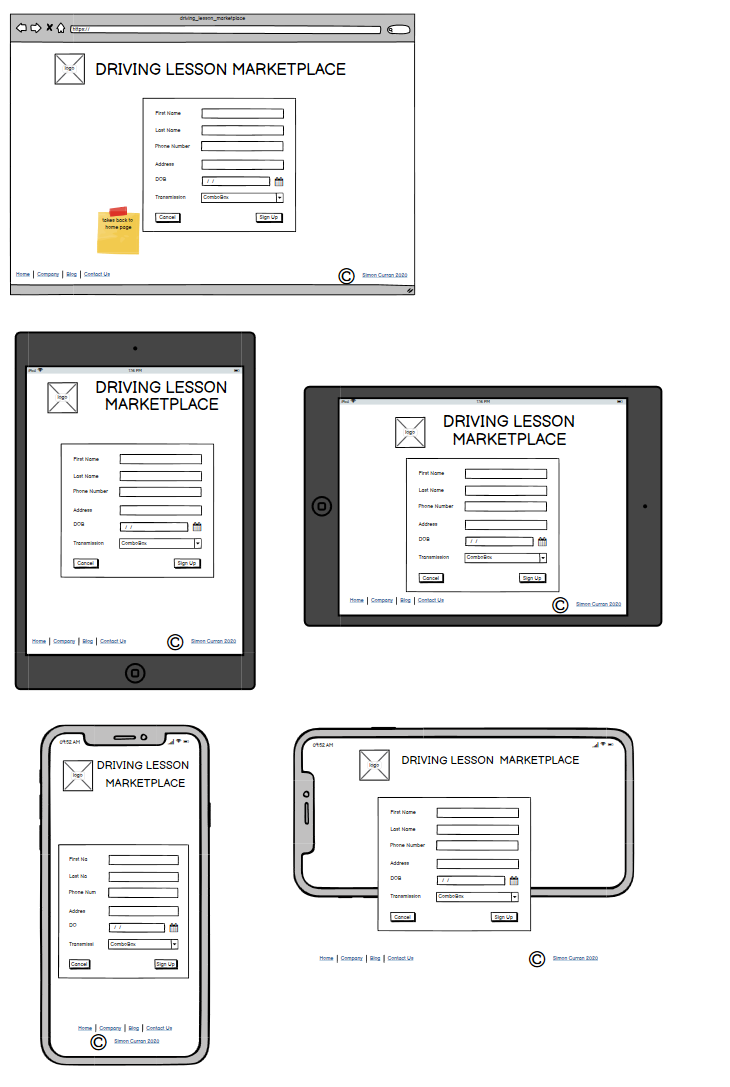 driving_lesson_marketplace
https://
logo
DRIVING LESSON MARKETPLACE
First Name
Last Name
Phone Number
Address
DOB
/ /
Transmission
ComboBox
Cancel
Sign Up
takes back to
home page
Home | Company | Blog | Contact Us
© Simon Curran 2020
iPad
1:16 PM
logo
DRIVING LESSON
MARKETPLACE
First Name
Last Name
Phone Number
Address
DOB
/ /
Transmission
ComboBox
Cancel
Sign Up
Home | Company | Blog | Contact Us
© Simon Curran 2020
iPad
1:16 PM
logo
DRIVING LESSON
MARKETPLACE
First Name
Last Name
Phone Number
Address
DOB
/ /
Transmission
ComboBox
Cancel
Sign Up
Home | Company | Blog | Contact Us
© Simon Curran 2020
09:52 AM
logo
DRIVING LESSON
MARKETPLACE
First Na
Last Na
Phone Num
Addres
DO
/ /
Transmissi
ComboBox
Cancel
Sign Up
Home | Company | Blog | Contact Us
© Simon Curran 2020
09:52 AM
logo
DRIVING LESSON MARKETPLACE
First Name
Last Name
Phone Number
Address
DOB
/ /
Transmission
ComboBox
Cancel
Sign Up
Home | Company | Blog | Contact Us
© Simon Curran 2020